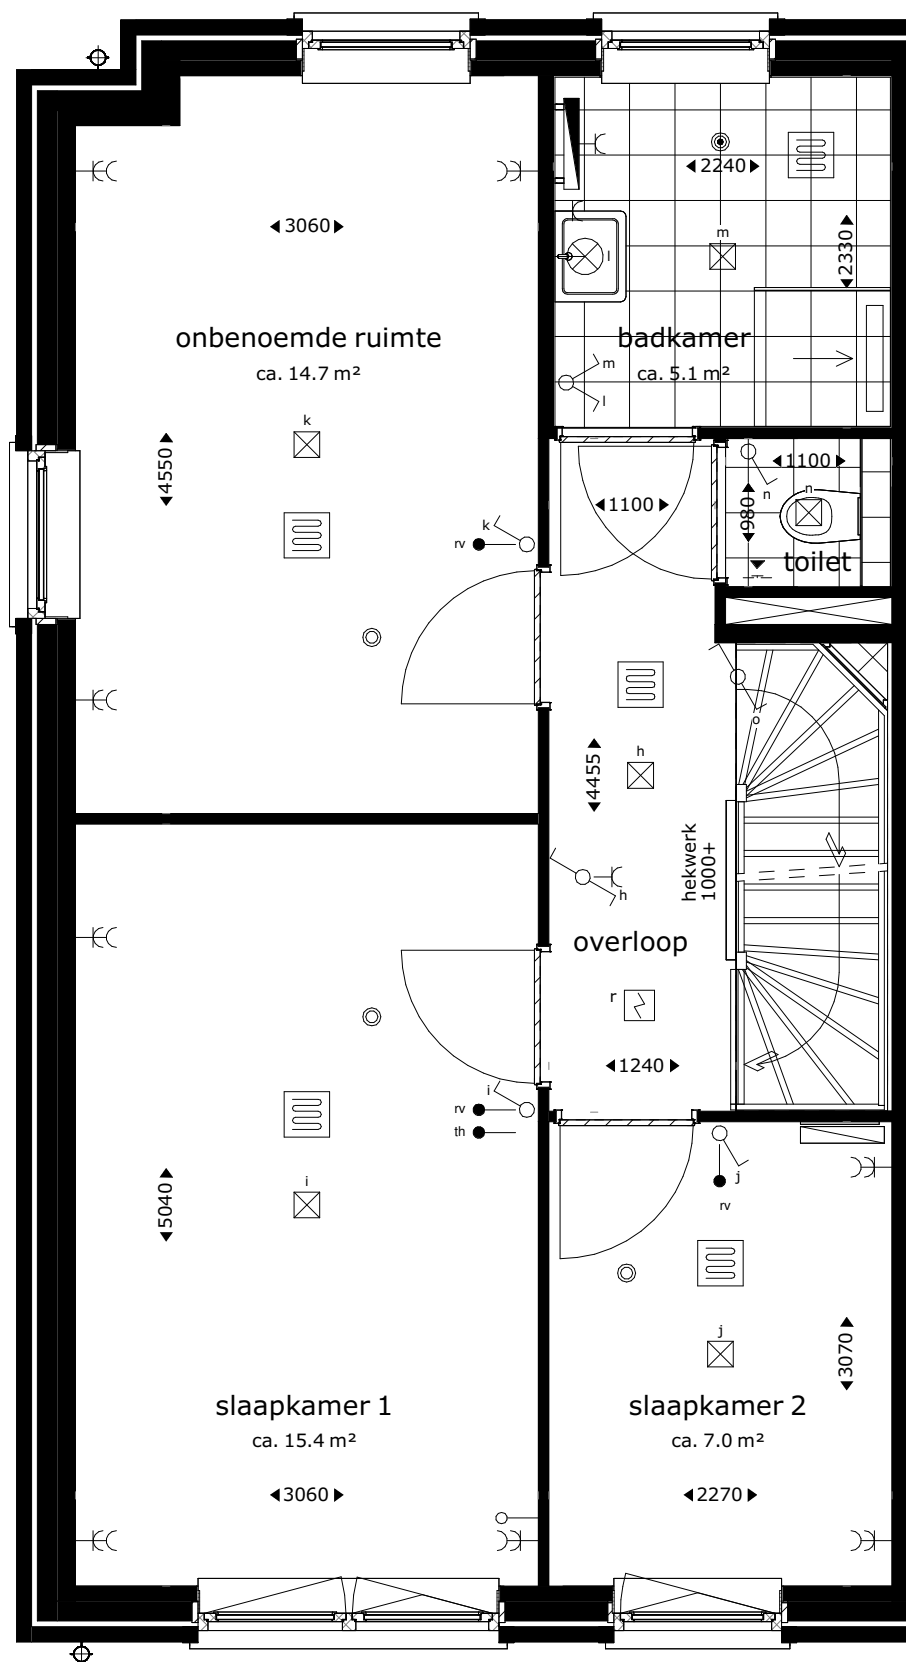 2240
2330
3060
m
l
onbenoemde ruimte
ca. 14.7 m²
badkamer
ca. 5.1 m²
m
l
k
4550
1100
1100
n
n
980
k
rv
toilet
o
h
4455
hekwerk
1000+
h
overloop
r
1240
i
rv
th
i
5040
j
rv
j
3070
slaapkamer 1
ca. 15.4 m²
slaapkamer 2
ca. 7.0 m²
3060
2270